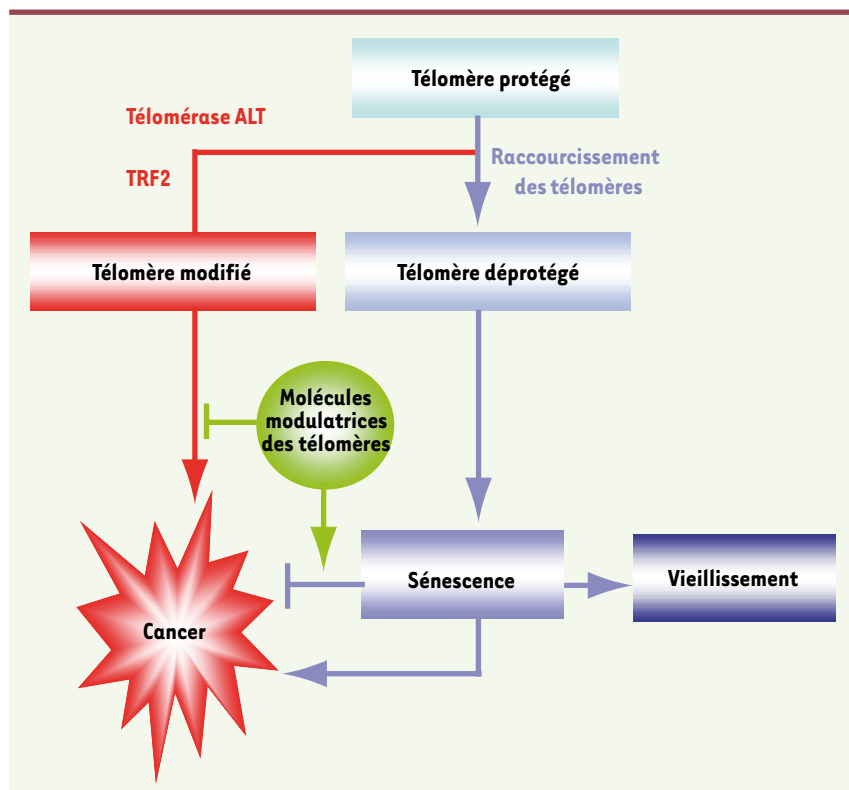 Télomère protégé
Télomérase ALT
TRF2
Raccourcissement
des télomères
Télomère modifié
Télomère déprotégé
Molécules
modulatrices
des télomères
Sénescence
Vieillissement
Cancer